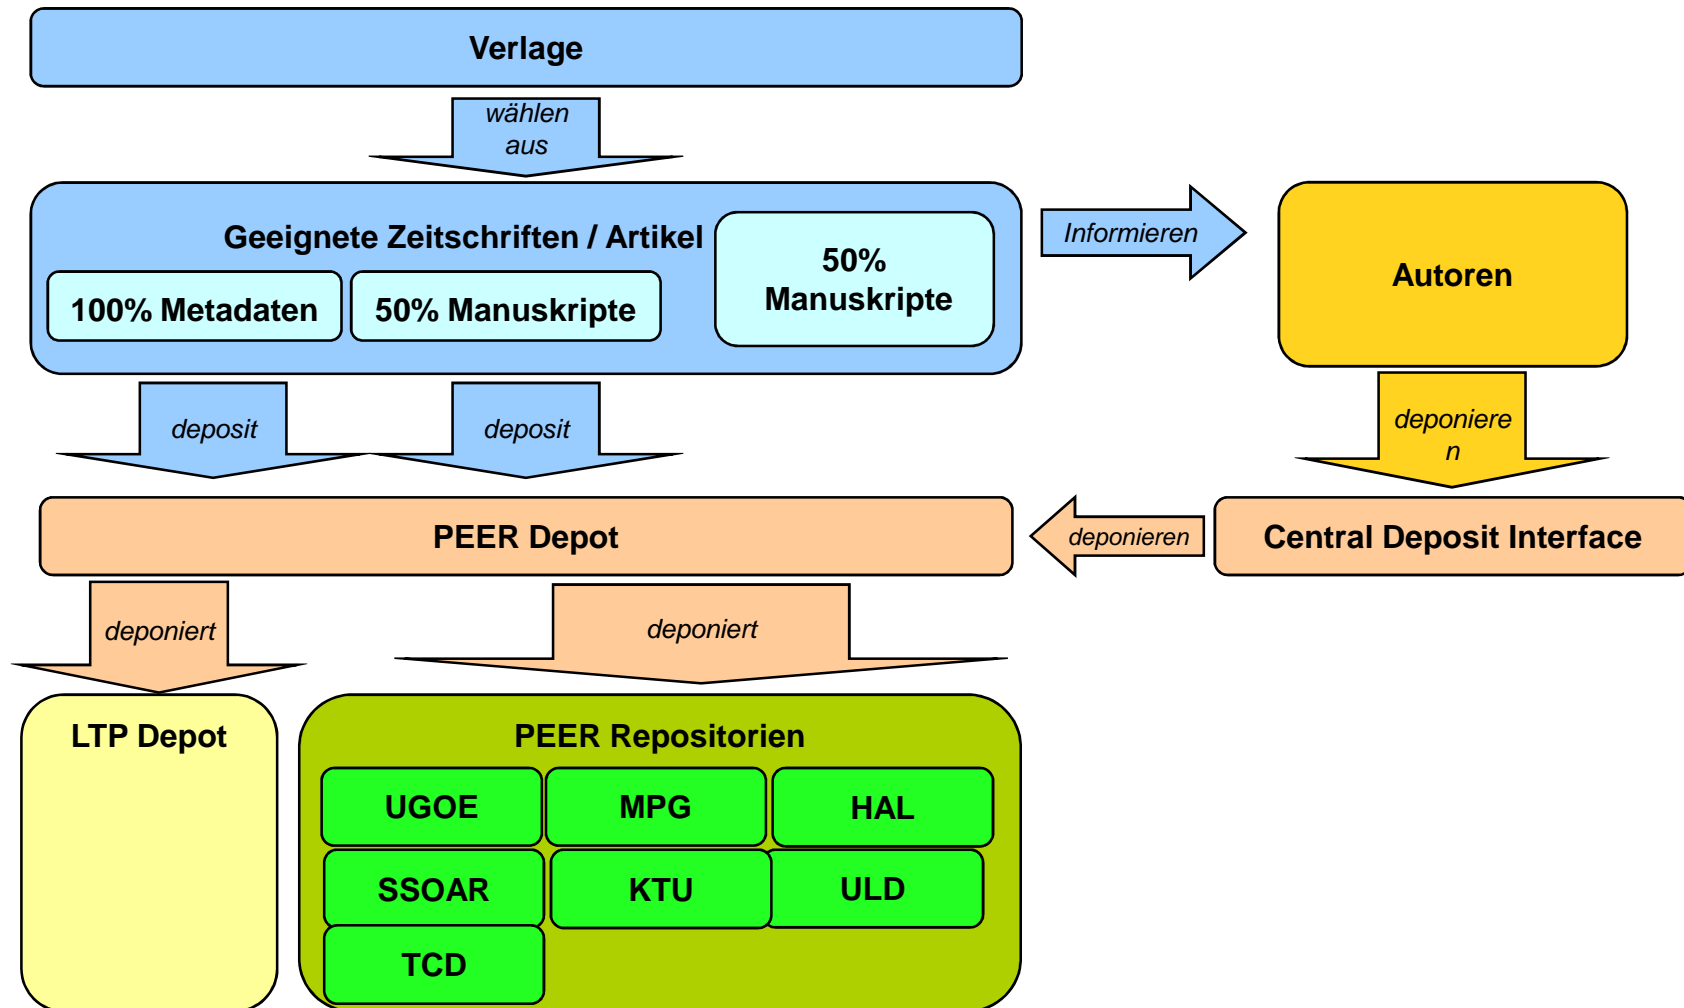 Verlage
wählen
aus
Geeignete Zeitschriften / Artikel
100% Metadaten
50% Manuskripte
50%
Manuskripte
Informieren
Autoren
deposit
deposit
deponiere
n
PEER Depot
deponieren
Central Deposit Interface
deponiert
deponiert
LTP Depot
PEER Repositorien
UGOE
MPG
HAL
SSOAR
KTU
ULD
TCD